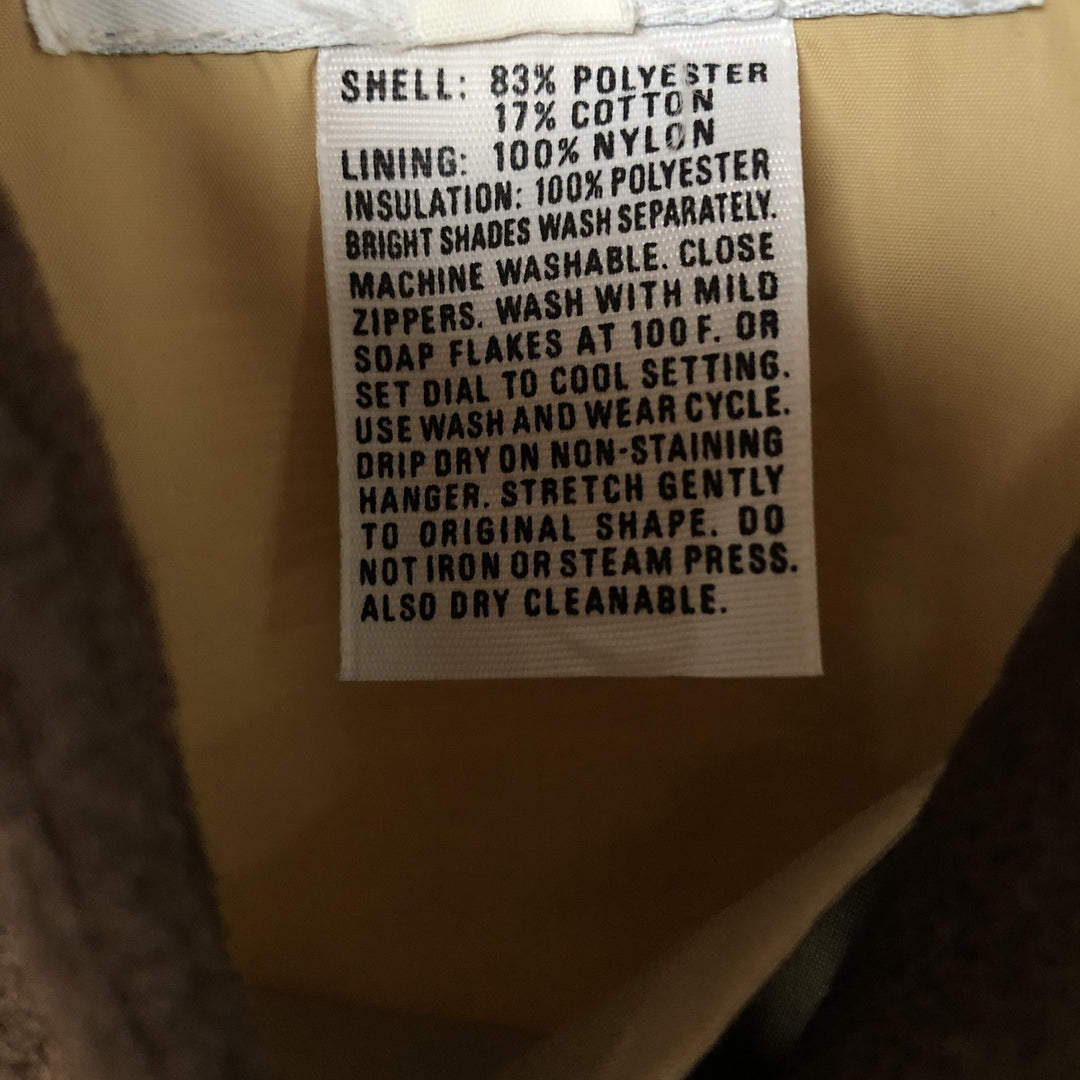 SHELL: 83% POLYESTER
17% COTTON
LINING: 100% NYLON
INSULATION: 100% POLYESTER
BRIGHT SHADES WASH SEPARATELY.
MACHINE WASHABLE. CLOSE
ZIPPERS. WASH WITH MILD
SOAP FLAKES AT 100 F. OR
SET DIAL TO COOL SETTING.
USE WASH AND WEAR CYCLE.
DRIP DRY ON NON-STAINING
HANGER. STRETCH GENTLY
TO ORIGINAL SHAPE. DO
NOT IRON OR STEAM PRESS.
ALSO DRY CLEANABLE.